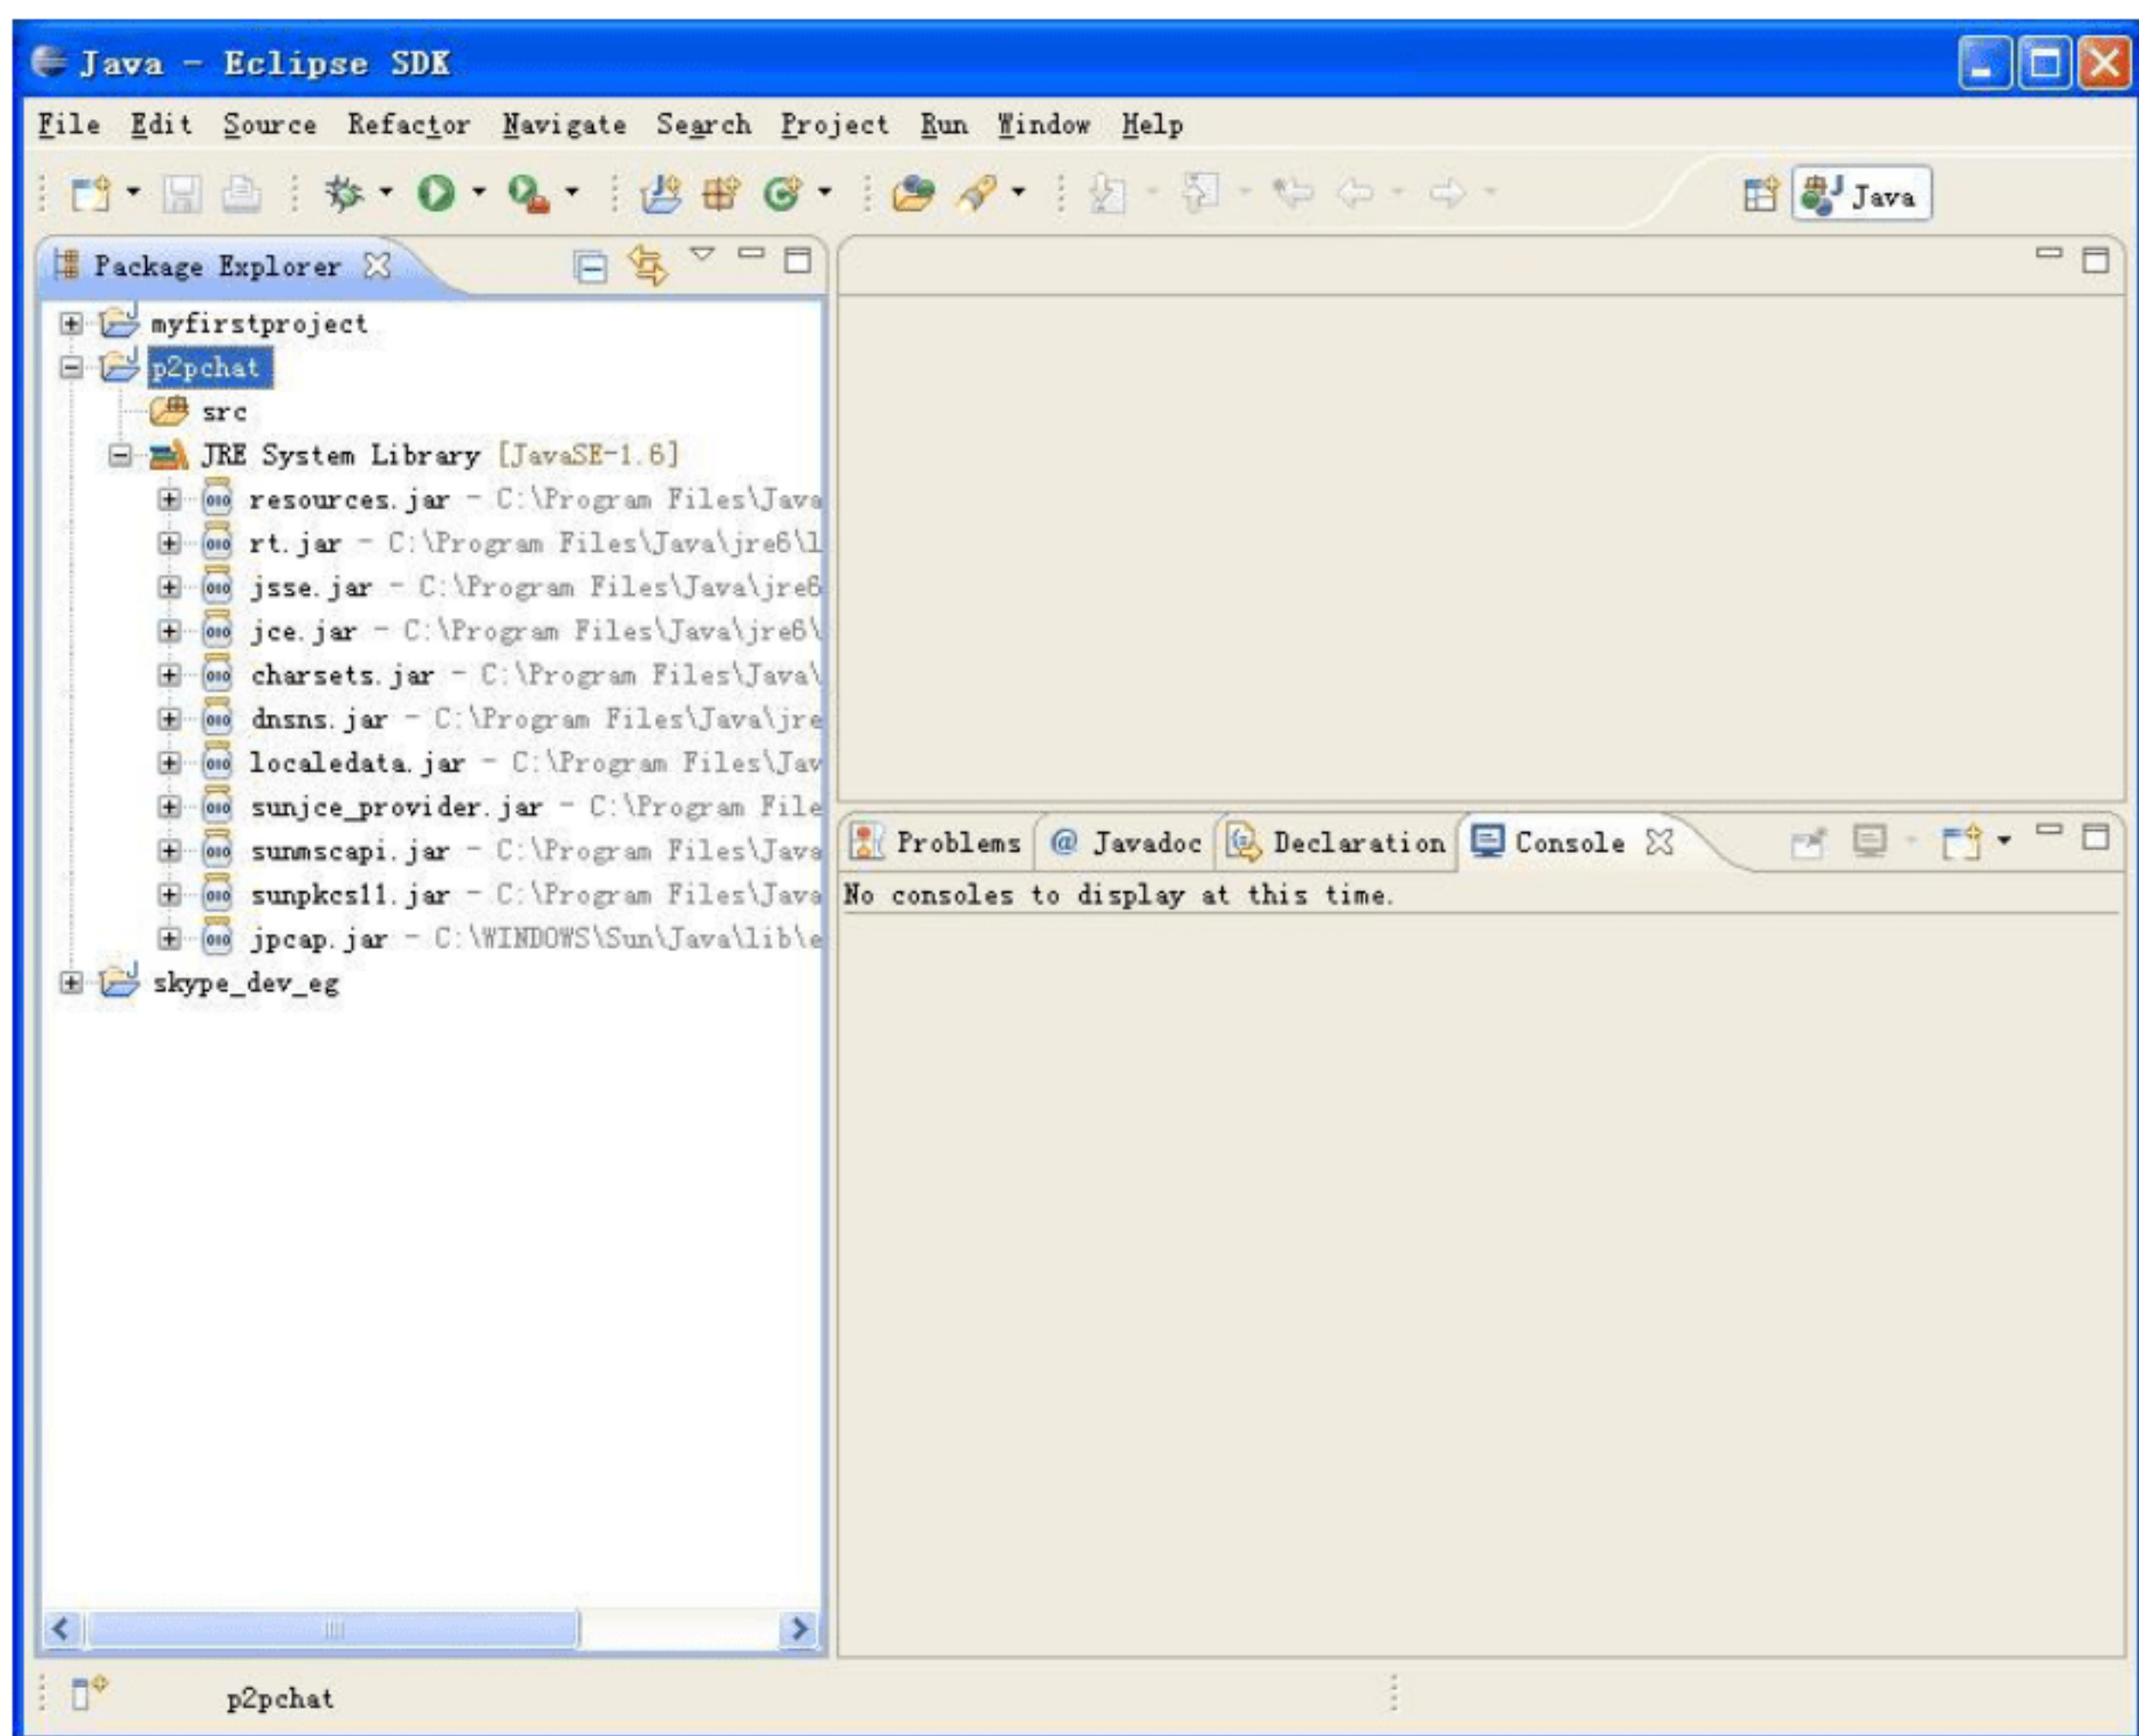 Java - Eclipse SDK
File Edit Source Refactor Navigate Search Project Run Window Help
Java
Package Explorer
myfirstproject
p2pchat
src
JRE System Library [JavaSE-1.6]
resources.jar - C:\Program Files\Java
rt.jar - C:\Program Files\Java\jre6\l
jsse.jar - C:\Program Files\Java\jre6
jce.jar - C:\Program Files\Java\jre6\
charsets.jar - C:\Program Files\Java\
dnsns.jar - C:\Program Files\Java\jre
localedata.jar - C:\Program Files\Jav
sunjce_provider.jar - C:\Program File
sunmscapi.jar - C:\Program Files\Java
sunpkcs11.jar - C:\Program Files\Java
jpcap.jar - C:\WINDOWS\Sun\Java\lib\e
skype_dev_eg
Problems @ Javadoc Declaration Console
No consoles to display at this time.
p2pchat